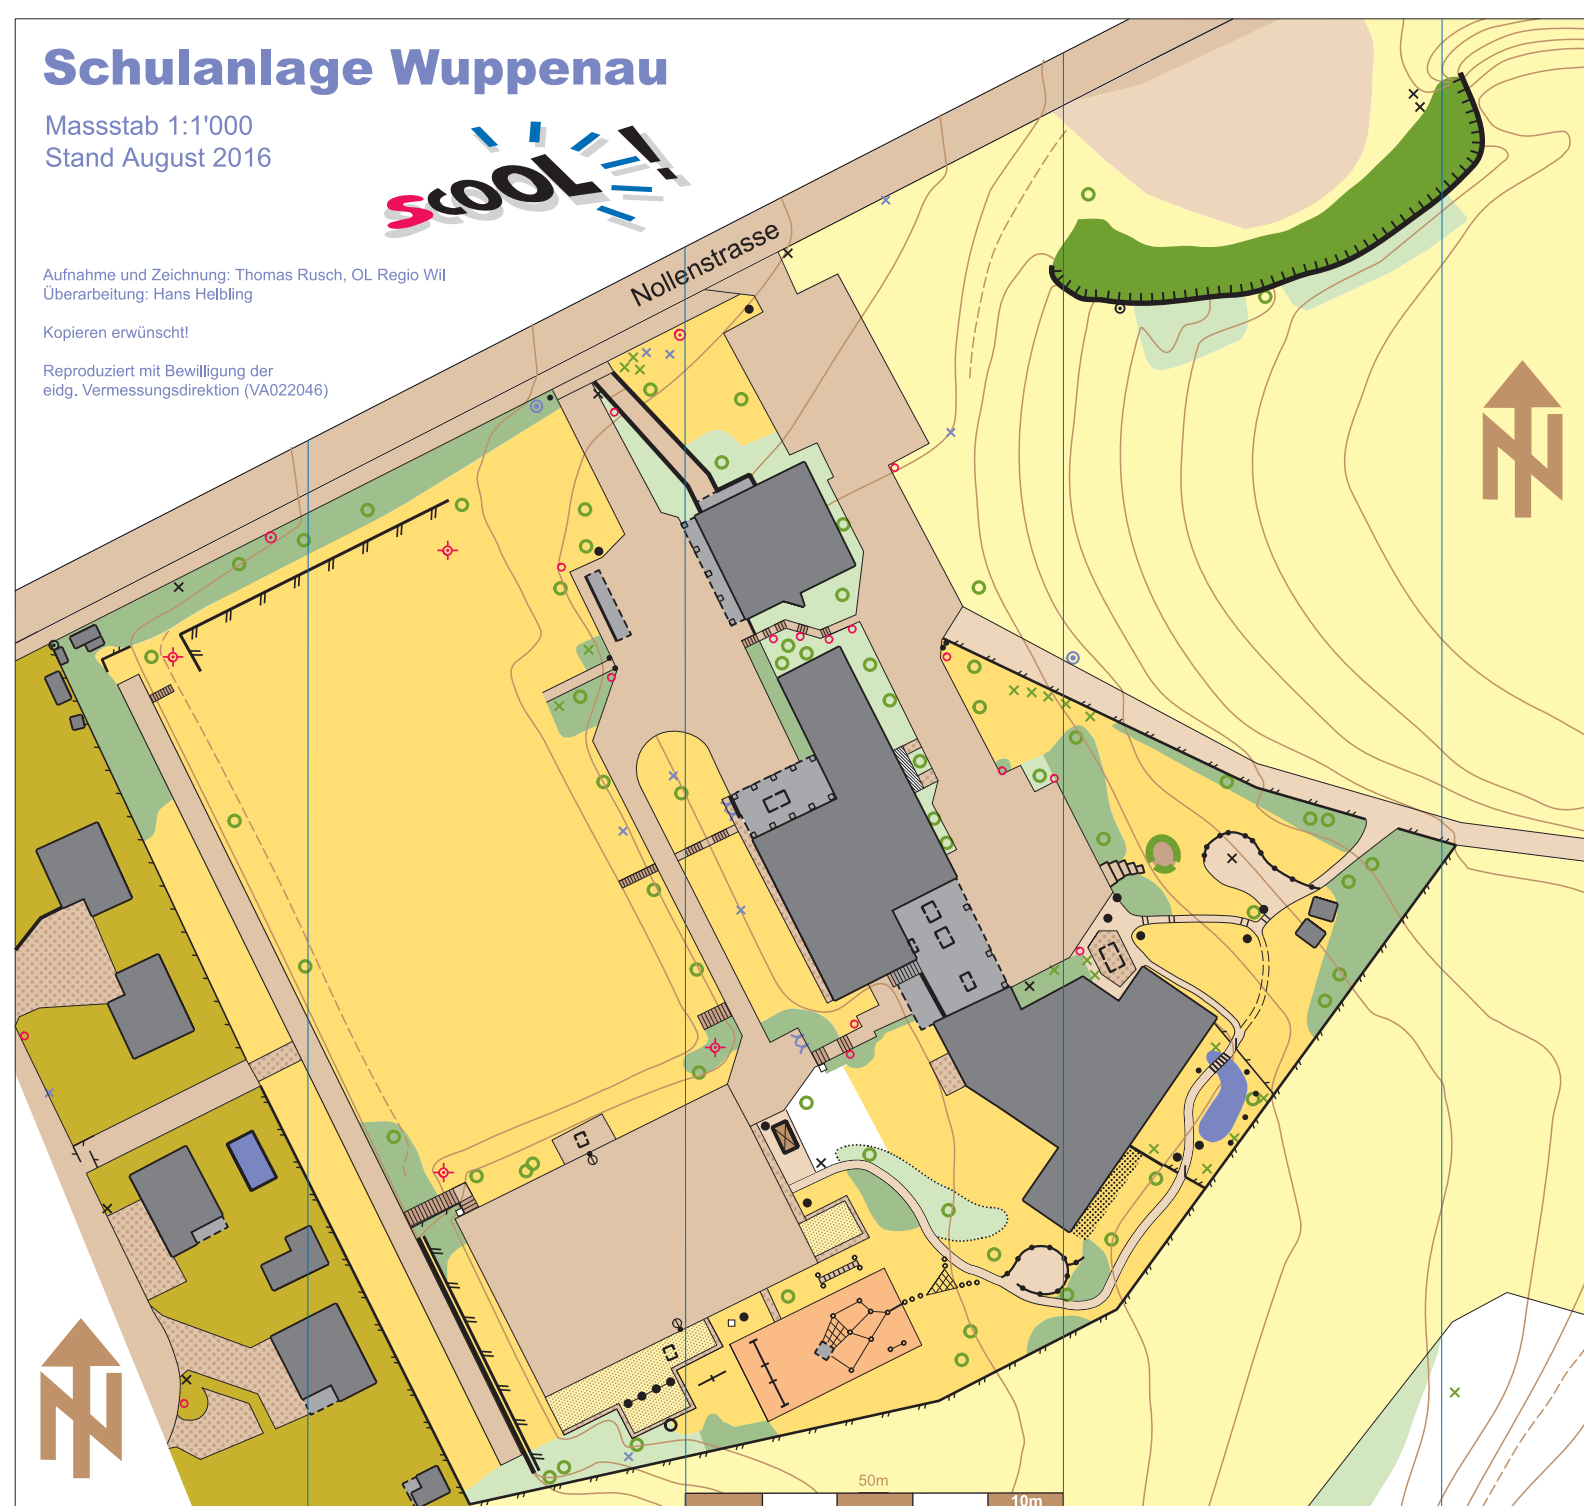 Schulanlage Wuppenau
Massstab 1:1'000
Stand August 2016
sCOOL!
Aufnahme und Zeichnung: Thomas Rusch, OL Regio Wil
Überarbeitung: Hans Helbling
Kopieren erwünscht!
Reproduziert mit Bewilligung der
eidg. Vermessungsdirektion (VA022046)
Nollenstrasse
N
N
50m
10m